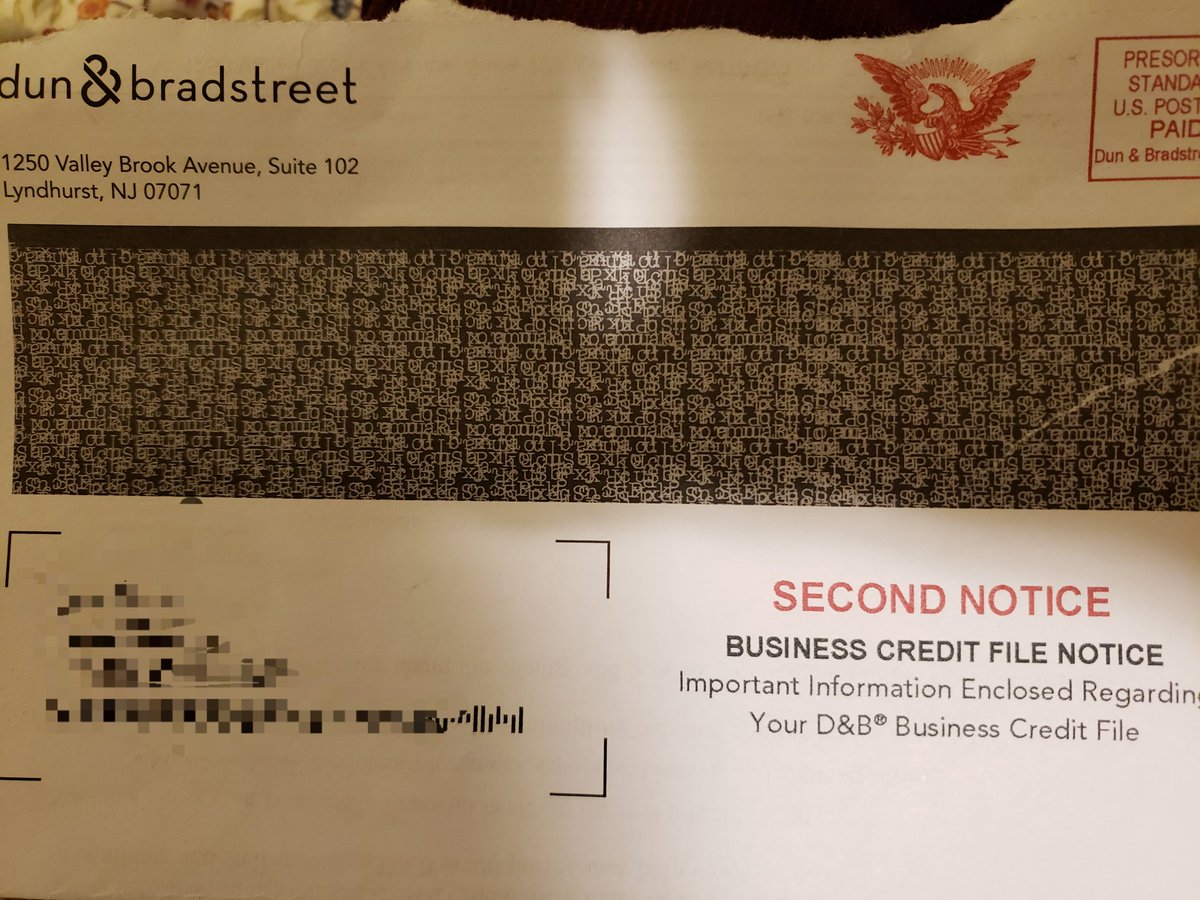 dun & bradstreet
1250 Valley Brook Avenue, Suite 102
Lyndhurst, NJ 07071
PRESOR
STANDA
U.S. POST
PAID
Dun & Bradstre
SECOND NOTICE
BUSINESS CREDIT FILE NOTICE
Important Information Enclosed Regarding
Your D&B® Business Credit File